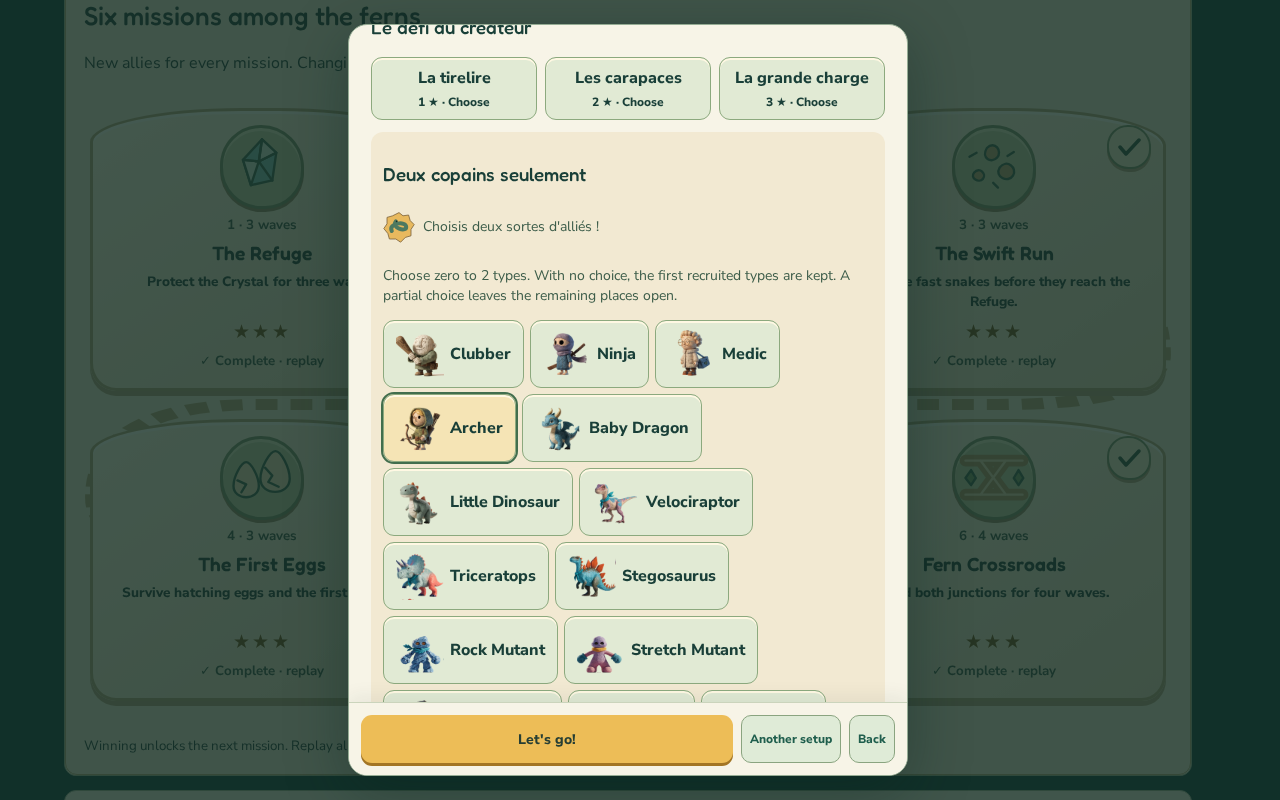 Six missions among the ferns
New allies for every mission. Changi
1 · 3 waves
The Refuge
Protect the Crystal for three wa
★★★
✓ Complete · replay
3 · 3 waves
The Swift Run
e fast snakes before they reach the
Refuge.
★★★
✓ Complete · replay
4 · 3 waves
The First Eggs
Survive hatching eggs and the first
★★★
✓ Complete · replay
6 · 4 waves
Fern Crossroads
both junctions for four waves.
★★★
✓ Complete · replay
Winning unlocks the next mission. Replay al
Le défi du créateur
La tirelire
1 ★ · Choose
Les carapaces
2 ★ · Choose
La grande charge
3 ★ · Choose
Deux copains seulement
Choisis deux sortes d'alliés !
Choose zero to 2 types. With no choice, the first recruited types are kept. A
partial choice leaves the remaining places open.
Clubber
Ninja
Medic
Archer
Baby Dragon
Little Dinosaur
Velociraptor
Triceratops
Stegosaurus
Rock Mutant
Stretch Mutant
Let's go!
Another setup
Back